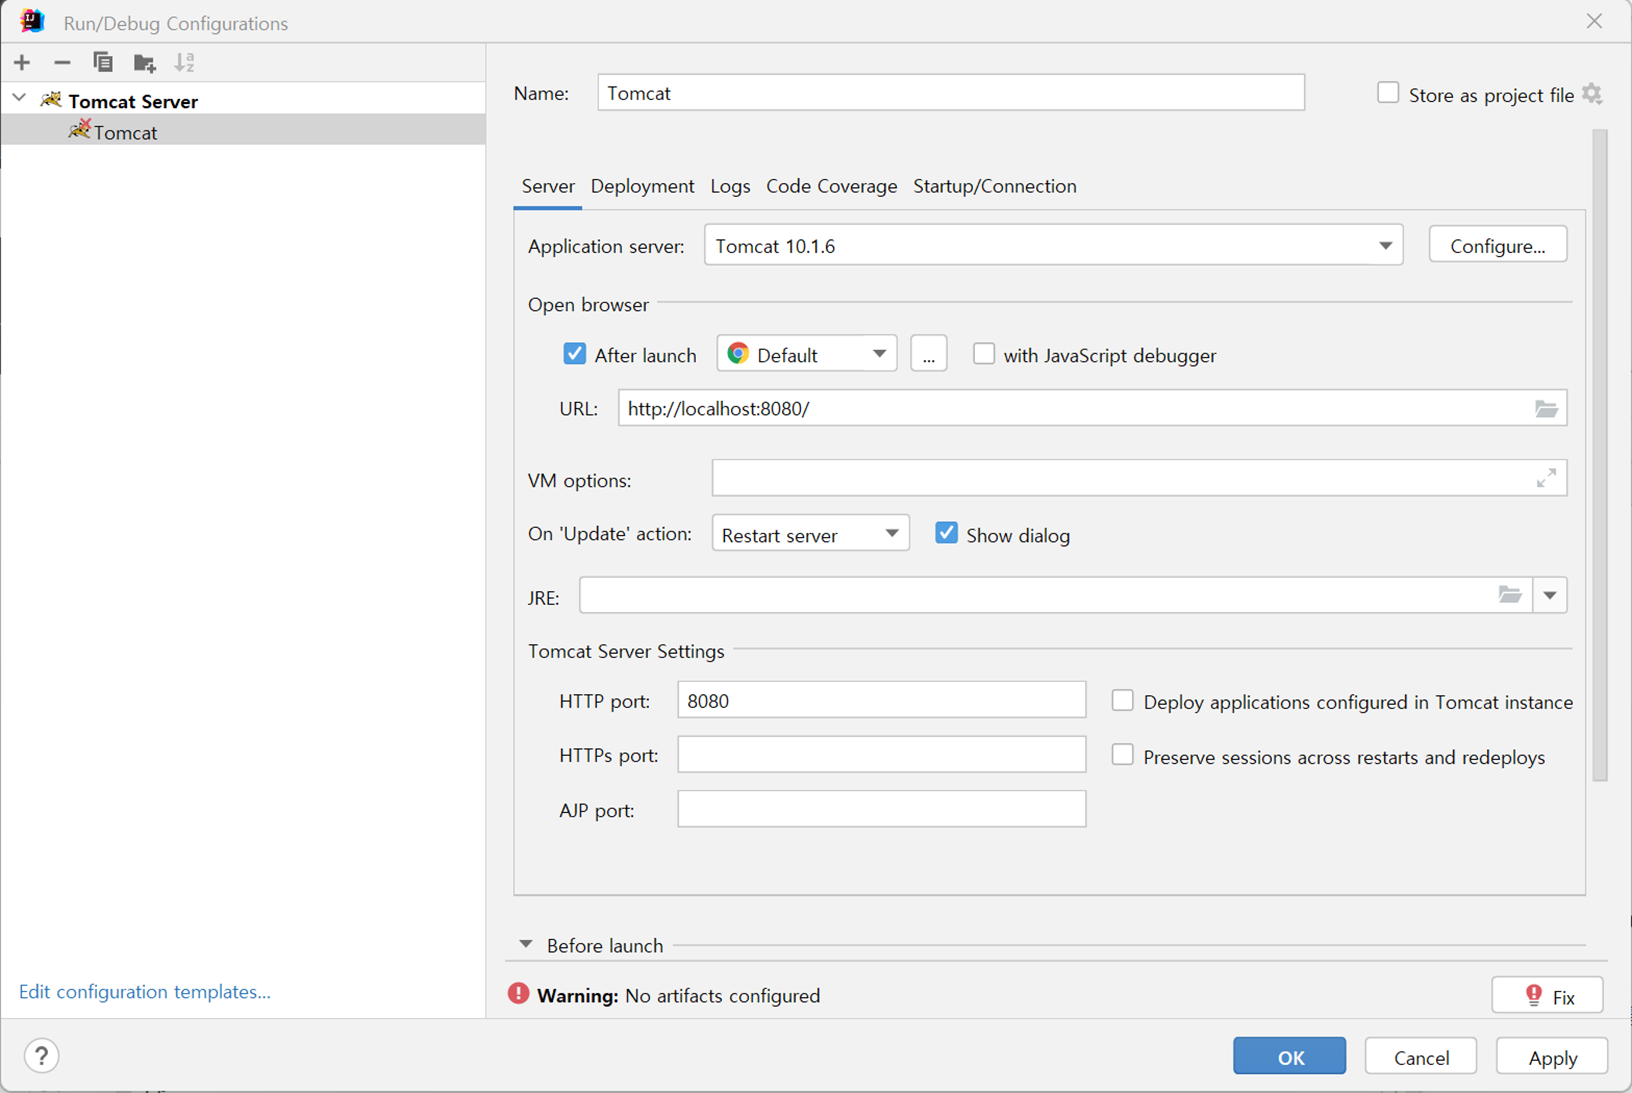 Run/Debug Configurations
Tomcat Server
Tomcat
Name: Tomcat Store as project file
Server Deployment Logs Code Coverage Startup/Connection
Application server: Tomcat 10.1.6 Configure...
Open browser
After launch Default ... with JavaScript debugger
URL: http://localhost:8080/
VM options:
On 'Update' action: Restart server Show dialog
JRE:
Tomcat Server Settings
HTTP port: 8080 Deploy applications configured in Tomcat instance
HTTPs port: Preserve sessions across restarts and redeploys
AJP port:
Before launch
Edit configuration templates...
Warning: No artifacts configured Fix
? OK Cancel Apply